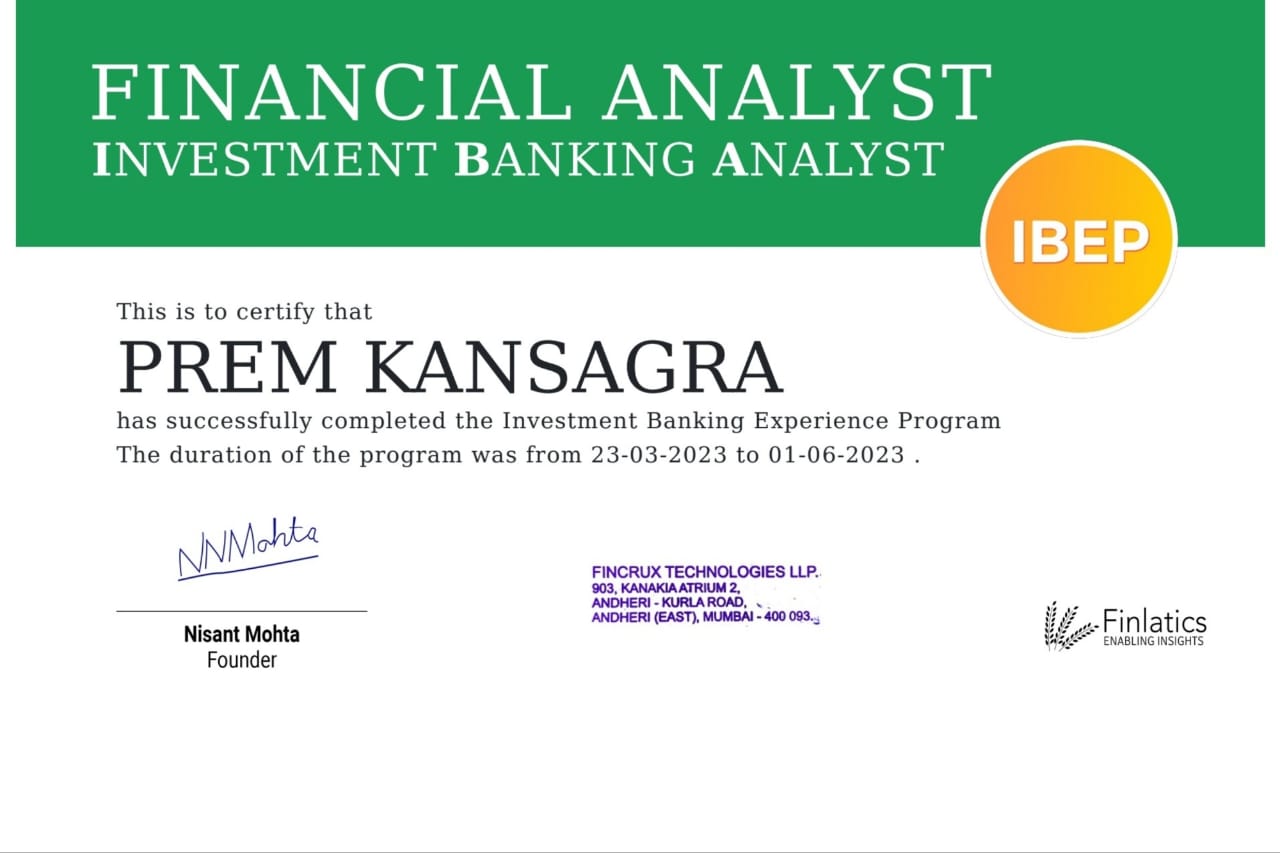 FINANCIAL ANALYST
INVESTMENT BANKING ANALYST
IBEP
This is to certify that
PREM KANSAGRA
has successfully completed the Investment Banking Experience Program
The duration of the program was from 23-03-2023 to 01-06-2023 .
NNMohta
Nisant Mohta
Founder
FINCRUX TECHNOLOGIES LLP.
903, KANAKIA ATRIUM 2,
ANDHERI - KURLA ROAD,
ANDHERI (EAST), MUMBAI - 400 093.
Finlatics
ENABLING INSIGHTS